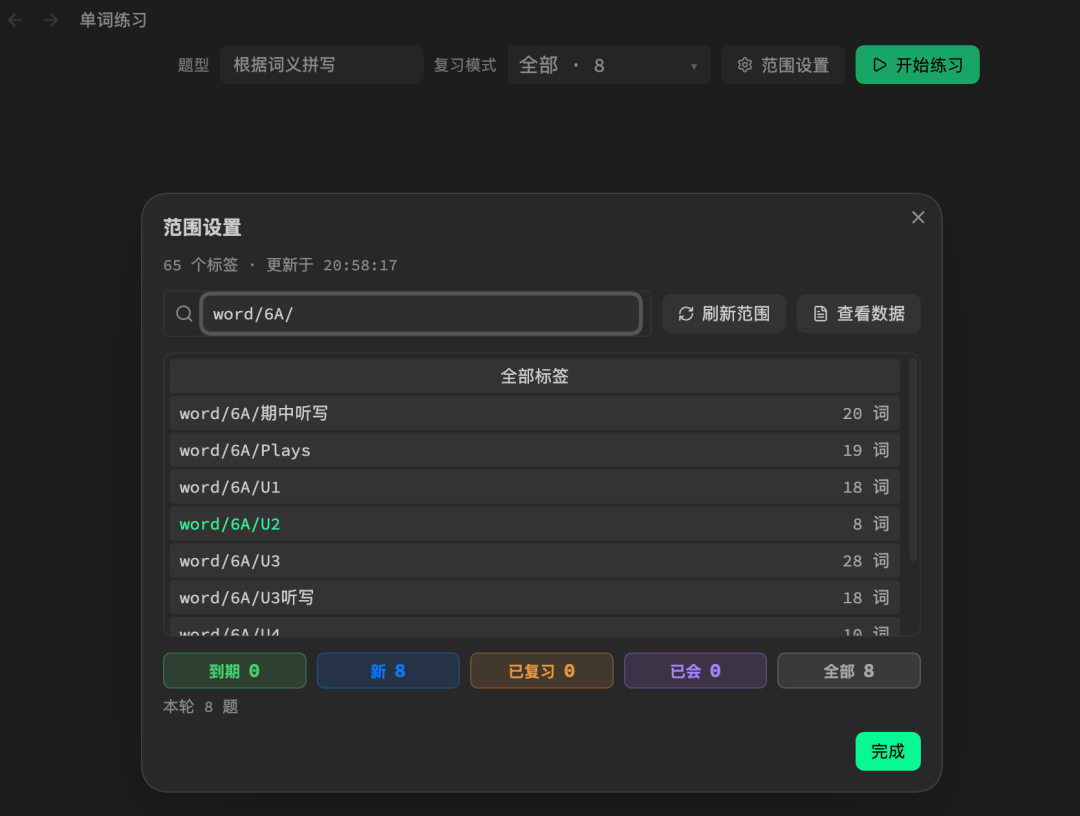 单词练习
题型 根据词义拼写 复习模式 全部 · 8 范围设置 开始练习
范围设置
65 个标签 · 更新于 20:58:17
word/6A/ 刷新范围 查看数据
全部标签
word/6A/期中听写 20 词
word/6A/Plays 19 词
word/6A/U1 18 词
word/6A/U2 8 词
word/6A/U3 28 词
word/6A/U3听写 18 词
word/6A/U4 10 词
到期 0 新 8 已复习 0 已会 0 全部 8
本轮 8 题
完成